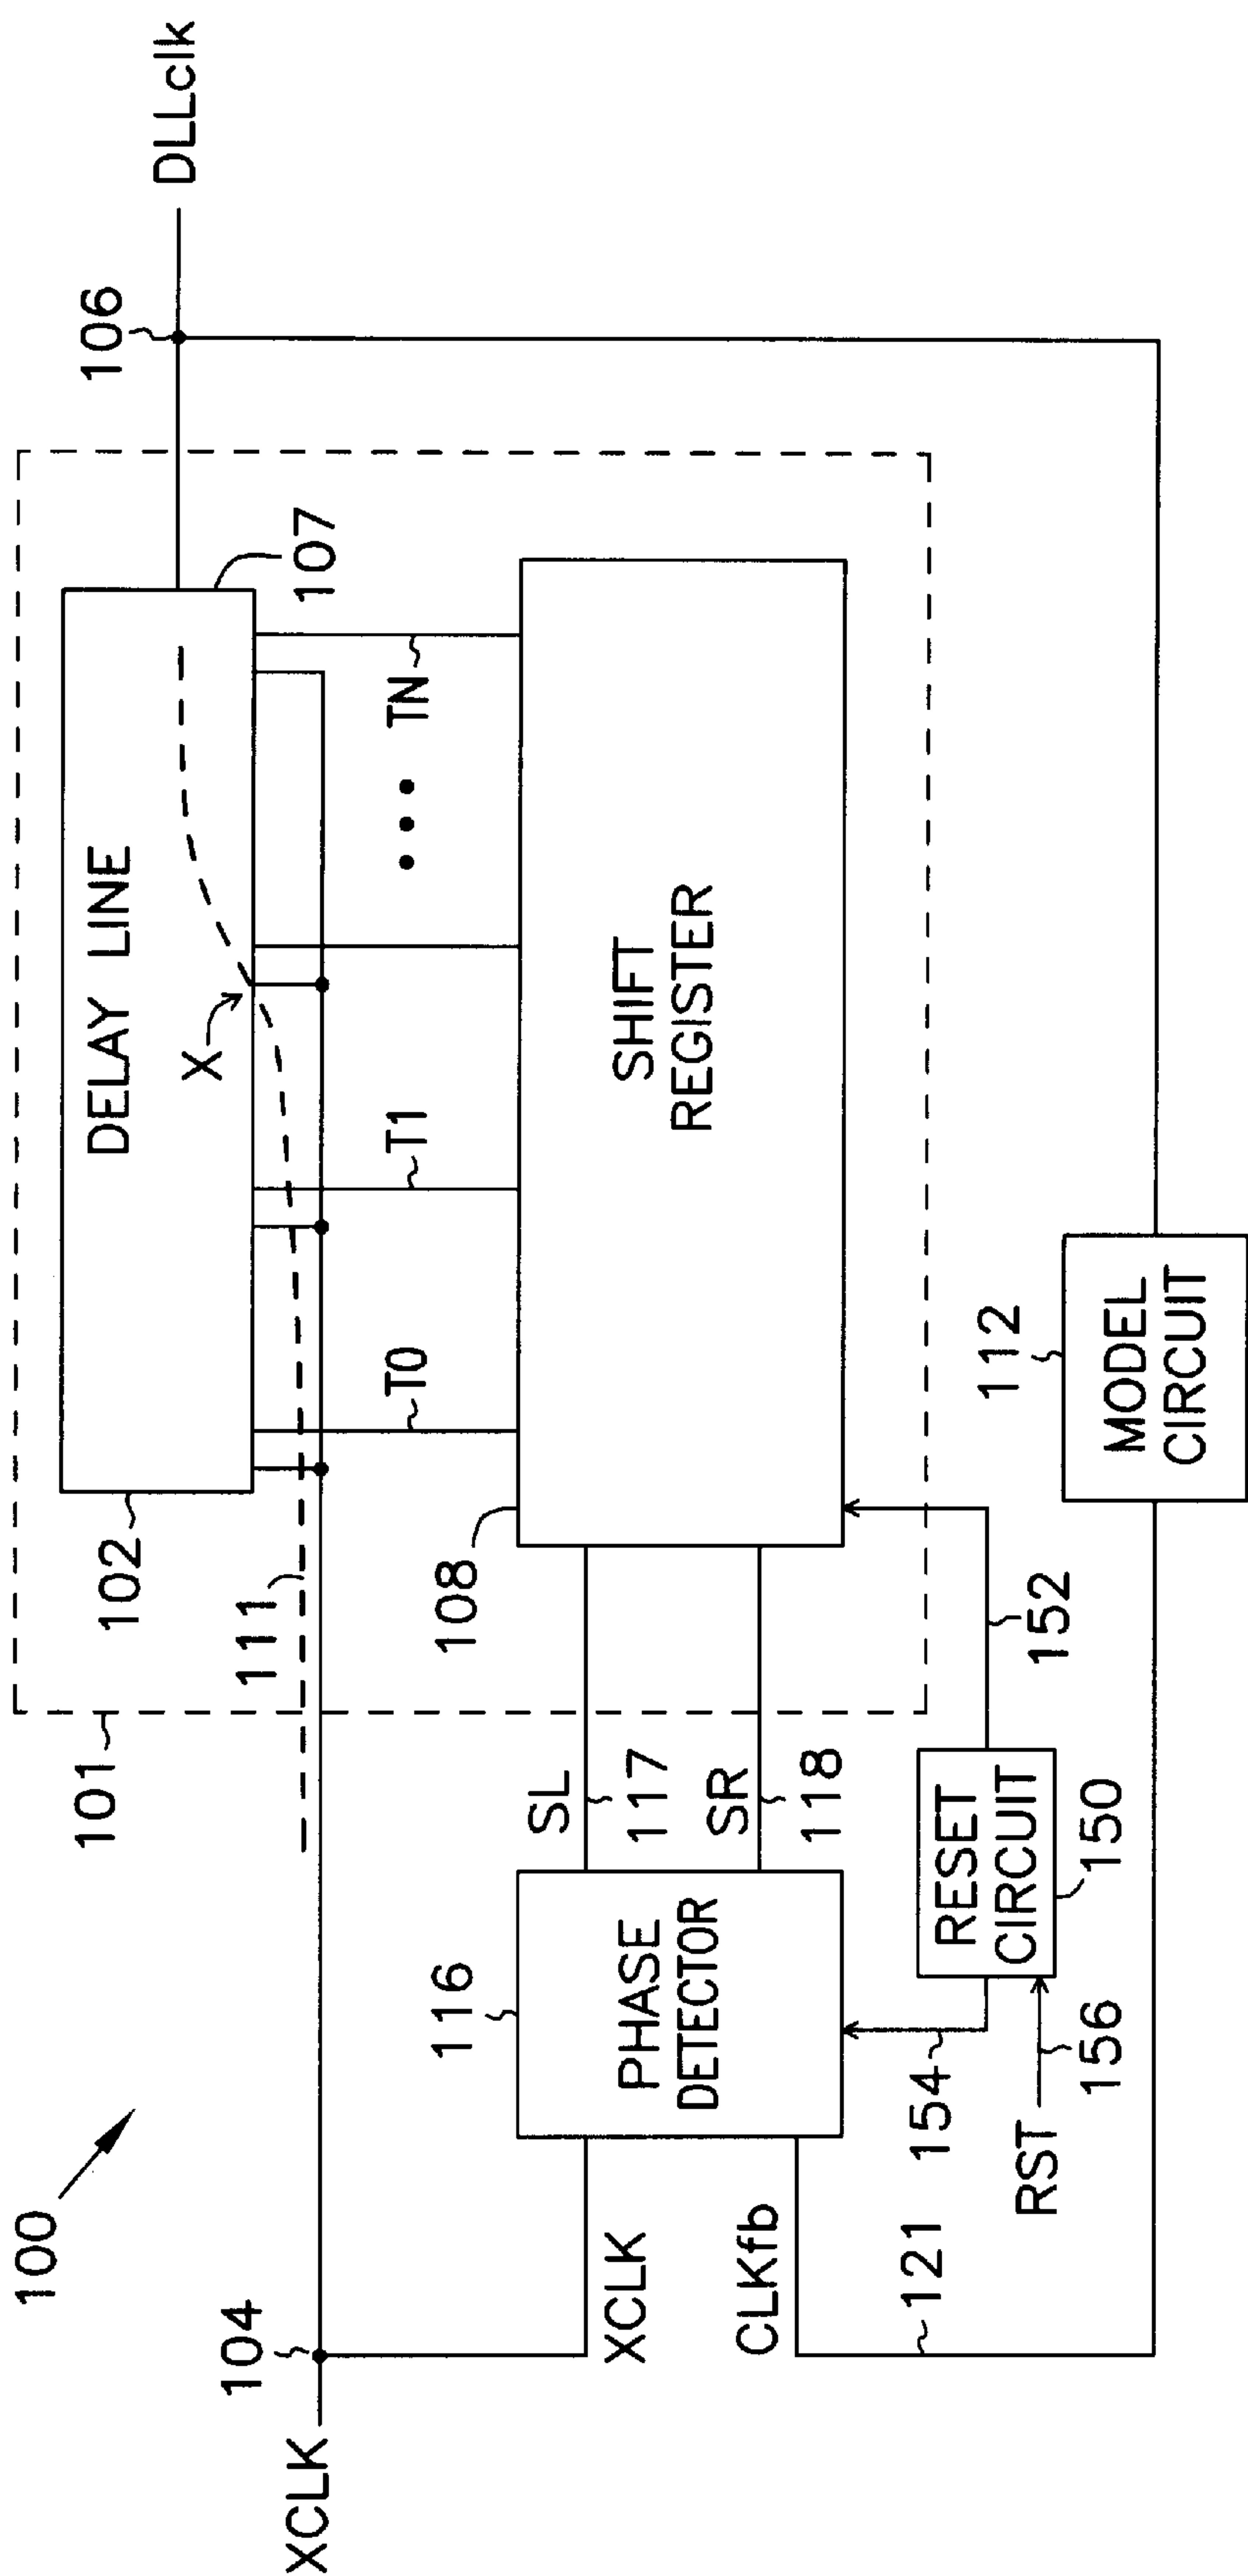 100
101
102
DELAY LINE
X
107
106
DLLclk
111
XCLK
104
T0
T1
TN
108
SHIFT
REGISTER
116
PHASE
DETECTOR
SL
117
SR
118
XCLK
CLKfb
121
154
RST
156
RESET
CIRCUIT
150
152
112
MODEL
CIRCUIT